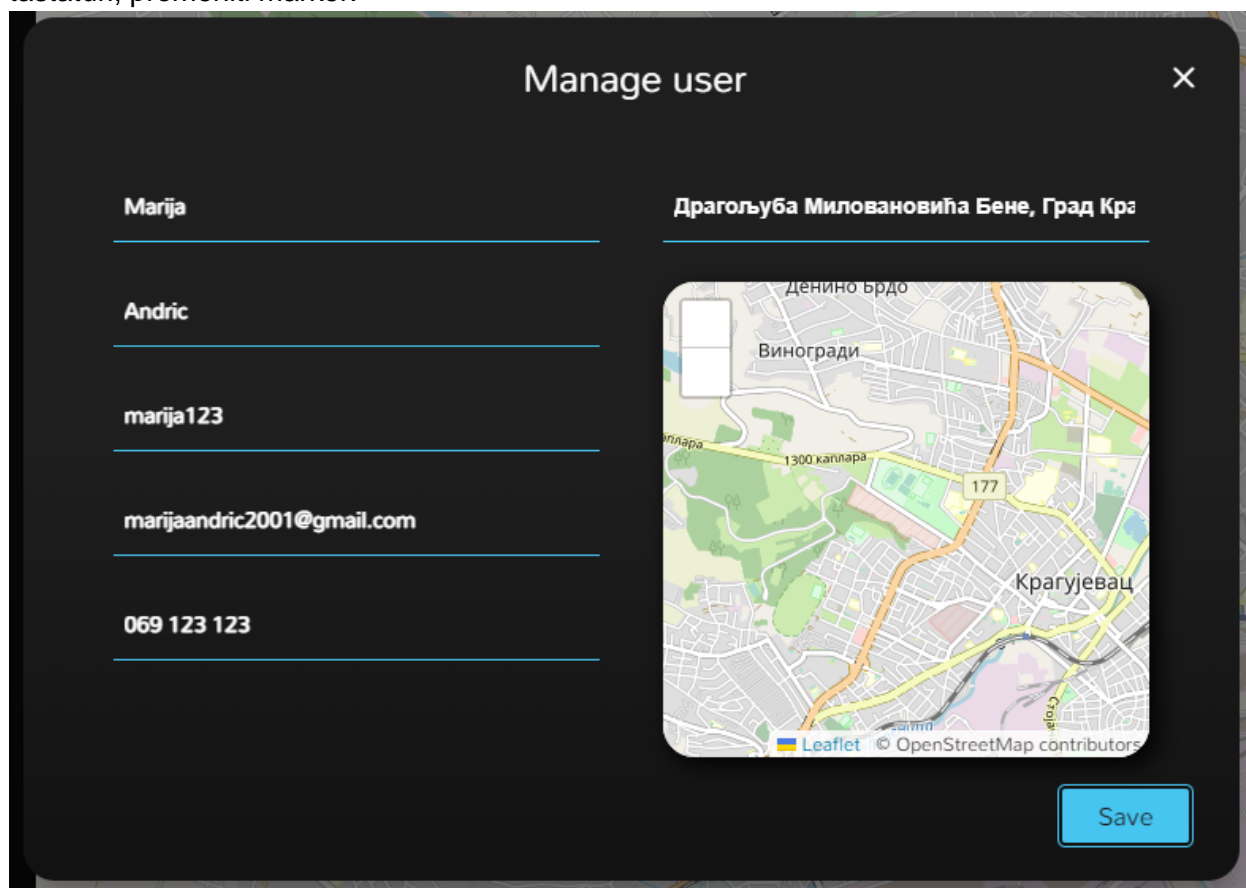 Manage user
×
Marija
Andric
marija123
marijaandric2001@gmail.com
069 123 123
Драгољуба Миловановића Бене, Град Кра
Денино Брдо
Виногради
1300 каплара
177
Крагујевац
Leaflet © OpenStreetMap contributors
Save